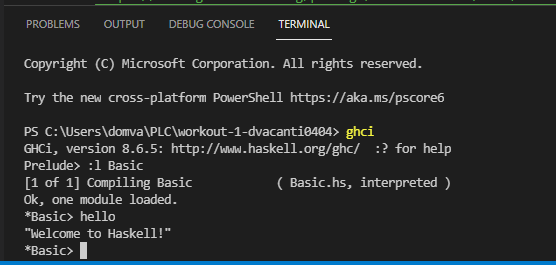 PROBLEMS OUTPUT DEBUG CONSOLE TERMINAL
Copyright (C) Microsoft Corporation. All rights reserved.
Try the new cross-platform PowerShell https://aka.ms/pscore6
PS C:\Users\domva\PLC\workout-1-dvacanti0404> ghci
GHCi, version 8.6.5: http://www.haskell.org/ghc/  :? for help
Prelude> :l Basic
[1 of 1] Compiling Basic            ( Basic.hs, interpreted )
Ok, one module loaded.
*Basic> hello
"Welcome to Haskell!"
*Basic>